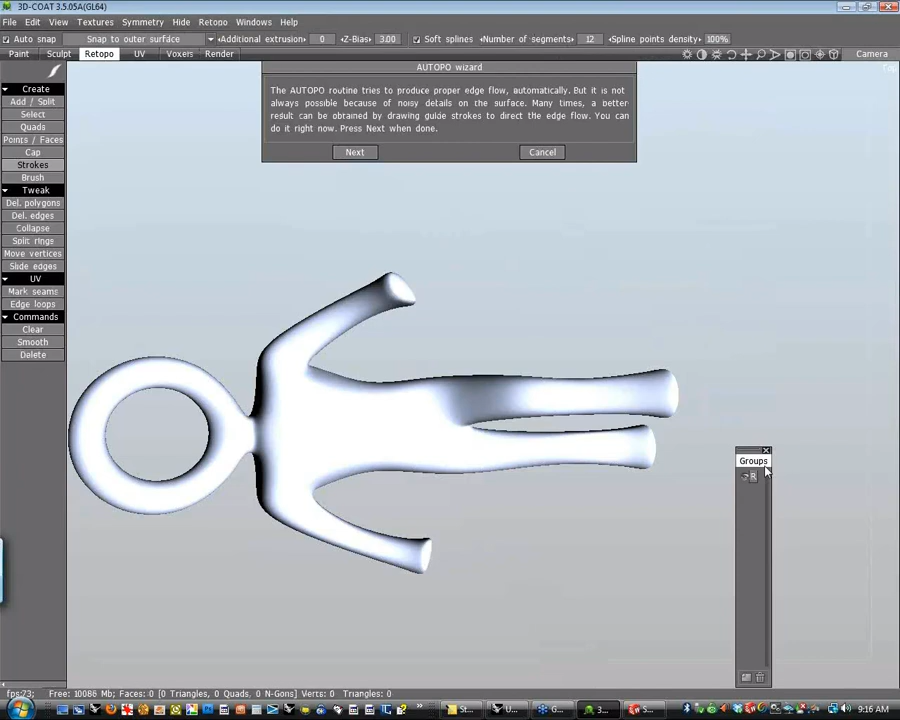 3D-COAT 3.5.05A(GL64)
File Edit View Textures Symmetry Hide Retopo Windows Help
Auto snap Snap to outer surface Additional extrusion: 0 Z-Bias: 3.00 Soft splines Number of segments: 12 Spline points density: 100%
Paint Sculpt Retopo UV Voxers Render Camera
AUTOPO wizard
The AUTOPO routine tries to produce proper edge flow, automatically. But it is not
always possible because of noisy details on the surface. Many times, a better
result can be obtained by drawing guide strokes to direct the edge flow. You can
do it right now. Press Next when done.
Next Cancel
Create
Add / Split
Select
Quads
Points / Faces
Cap
Strokes
Brush
Tweak
Del. polygons
Del. edges
Collapse
Split rings
Move vertices
Slide edges
UV
Mark seams
Edge loops
Commands
Clear
Smooth
Delete
Groups
R
fps:73; Free: 10086 Mb; Faces: 0 [0 Triangles, 0 Quads, 0 N-Gons] Verts: 0 Triangles: 0
St... U... G... 3... S... 9:16 AM